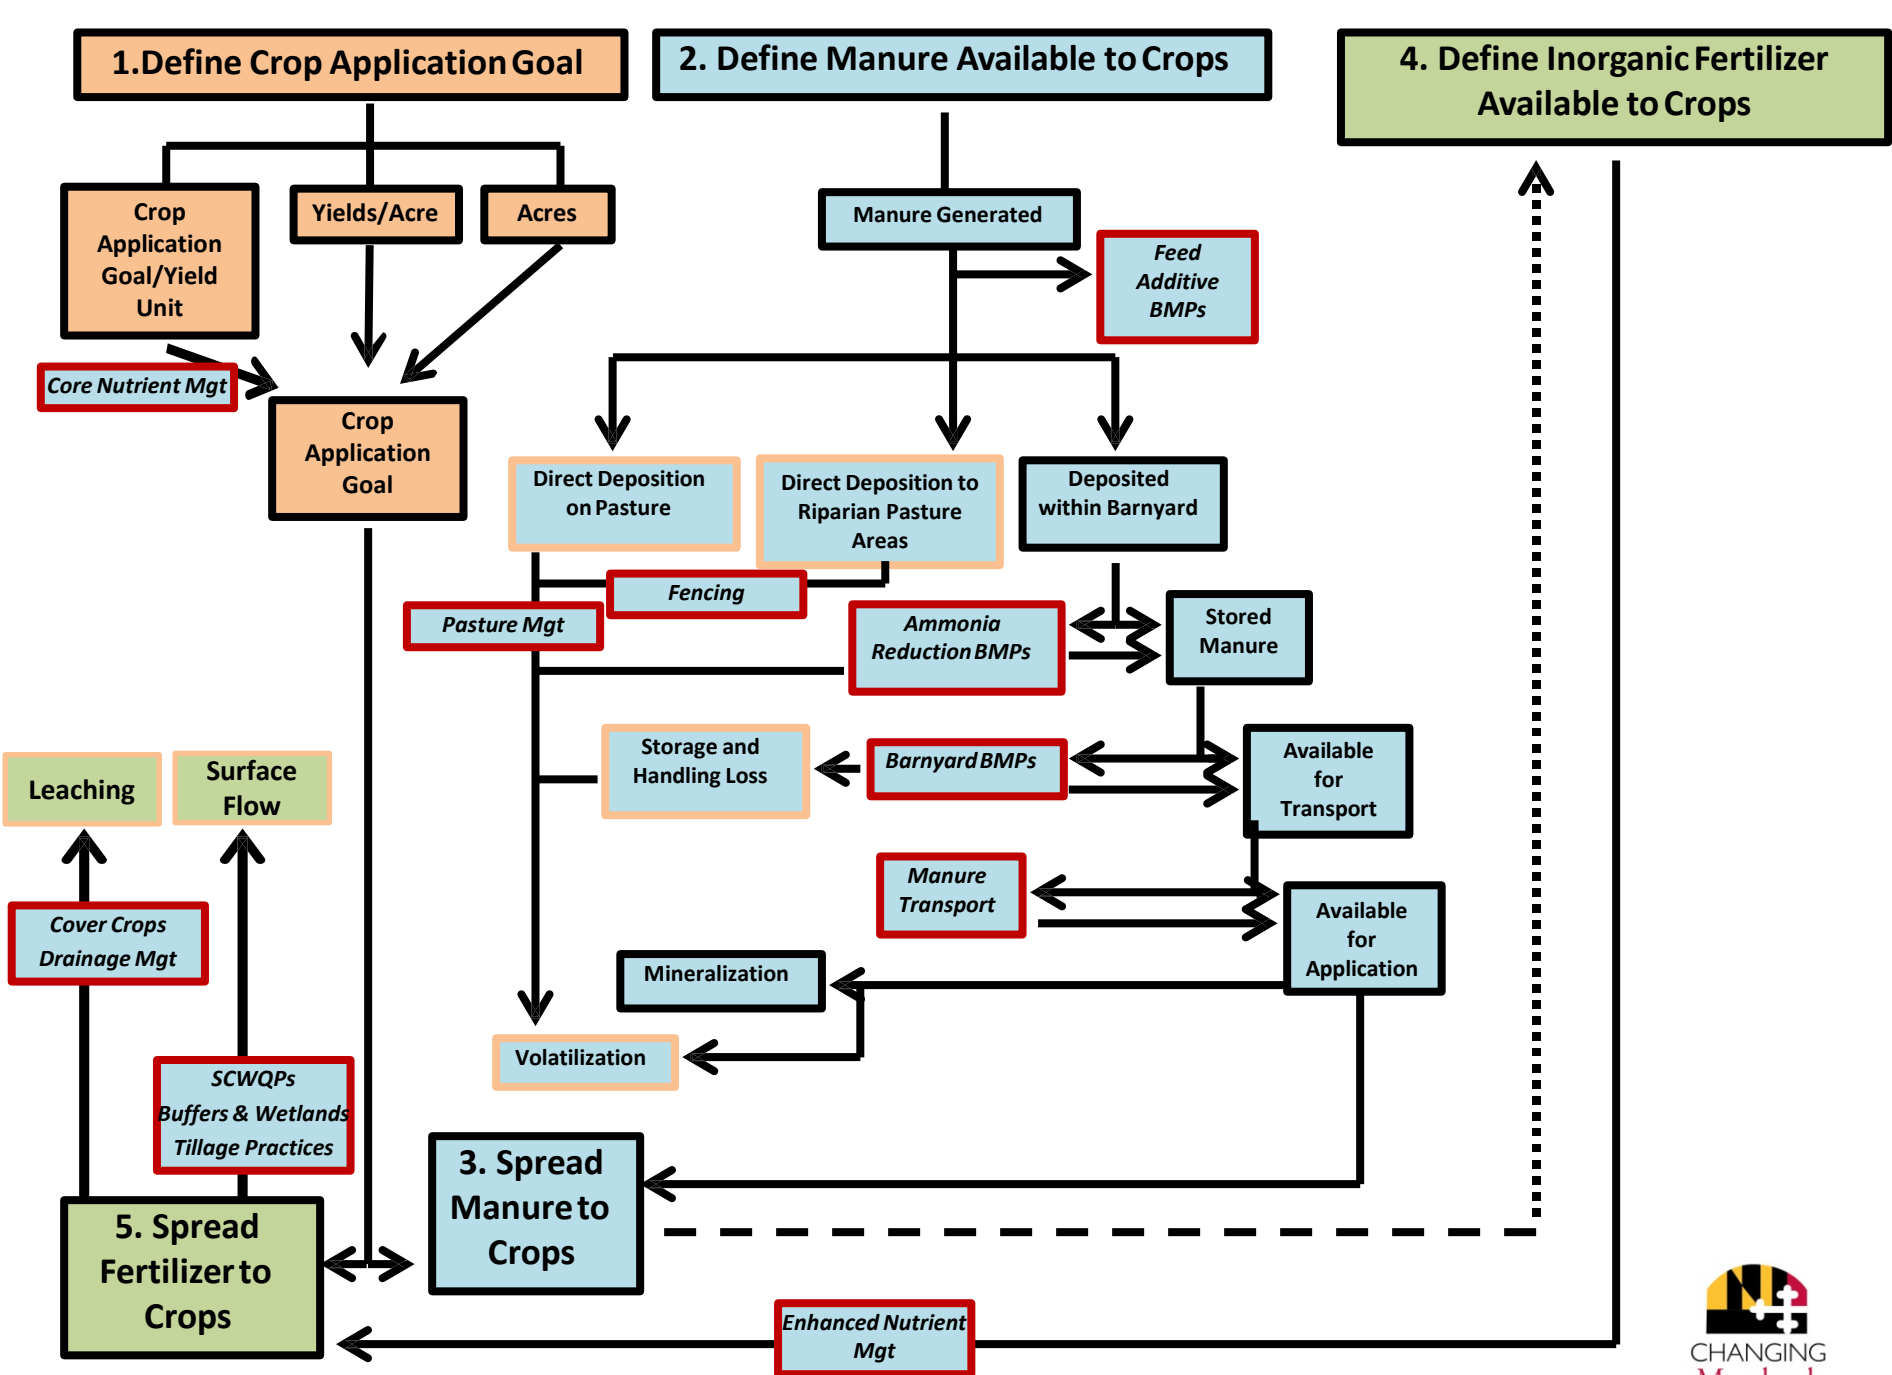 1.Define Crop Application Goal
2. Define Manure Available to Crops
4. Define Inorganic Fertilizer
Available to Crops
Crop
Application
Goal/Yield
Unit
Yields/Acre
Acres
Manure Generated
Feed
Additive
BMPs
Core Nutrient Mgt
Crop
Application
Goal
Direct Deposition
on Pasture
Direct Deposition to
Riparian Pasture
Areas
Deposited
within Barnyard
Fencing
Pasture Mgt
Ammonia
Reduction BMPs
Stored
Manure
Storage and
Handling Loss
Barnyard BMPs
Available
for
Transport
Leaching
Surface
Flow
Manure
Transport
Available
for
Application
Cover Crops
Drainage Mgt
Mineralization
Volatilization
SCWQPs
Buffers & Wetlands
Tillage Practices
3. Spread
Manure to
Crops
5. Spread
Fertilizer to
Crops
Enhanced Nutrient
Mgt
CHANGING